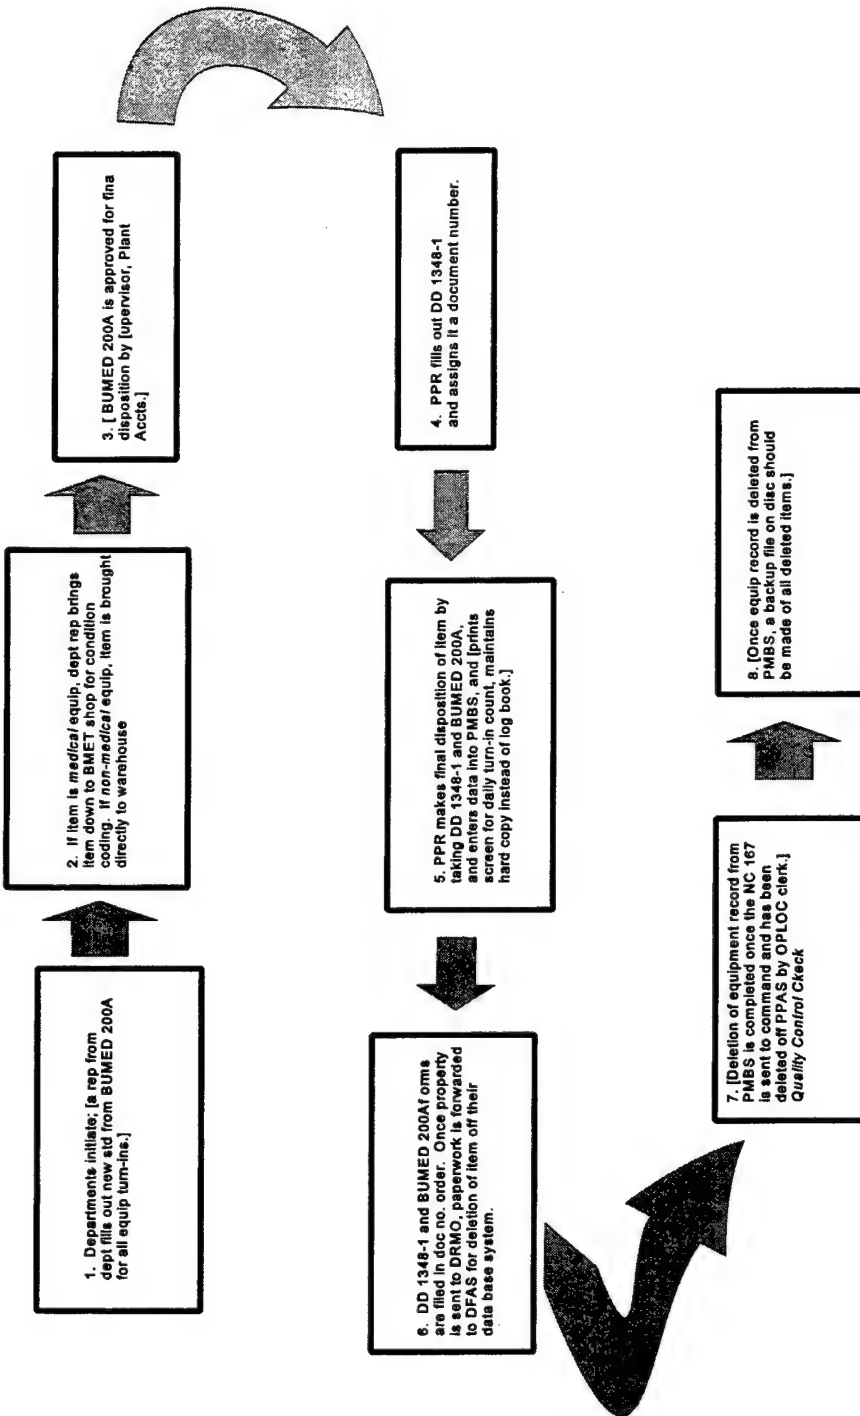 1. Departments initiate; [a rep from
dept fills out new std from BUMED 200A
for all equip turn-ins.]
2. If item is medical equip, dept rep brings
item down to BMET shop for condition
coding. If non-medical equip, item is brought
directly to warehouse
3. [ BUMED 200A is approved for fina
disposition by [upervisor, Plant
Accts.]
4. PPR fills out DD 1348-1
and assigns it a document number.
5. PPR makes final disposition of item by
taking DD 1348-1 and BUMED 200A,
and enters data into PMBS, and [prints
screen for daily turn-in count, maintains
hard copy instead of log book.]
6. DD 1348-1 and BUMED 200Af orms
are filed in doc no. order. Once property
is sent to DRMO, paperwork is forwarded
to DFAS for deletion of item off their
data base system.
7. [Deletion of equipment record from
PMBS is completed once the NC 167
is sent to command and has been
deleted off PPAS by OPLOC clerk.]
Quality Control Ckeck
8. [Once equip record is deleted from
PMBS, a backup file on disc should
be made of all deleted items.]